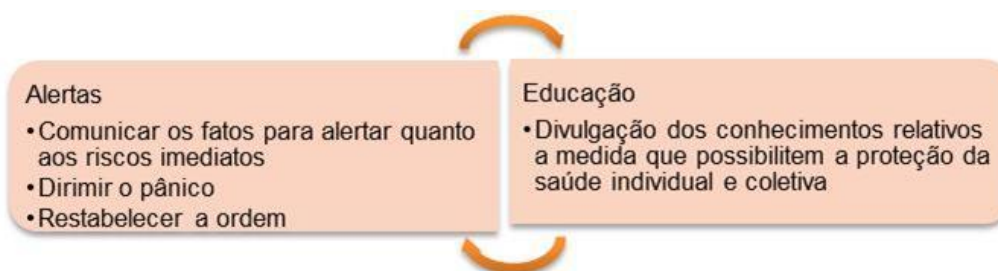 Alertas
•Comunicar os fatos para alertar quanto
aos riscos imediatos
•Dirimir o pânico
•Restabelecer a ordem
Educação
•Divulgação dos conhecimentos relativos
a medida que possibilitem a proteção da
saúde individual e coletiva